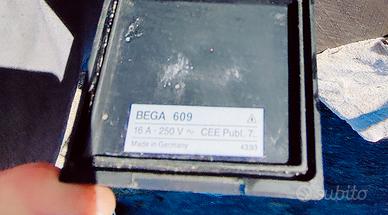 BEGA 609
16 A · 250 V ~ CEE Publ. 7.
Made in Germany 43.93
subito